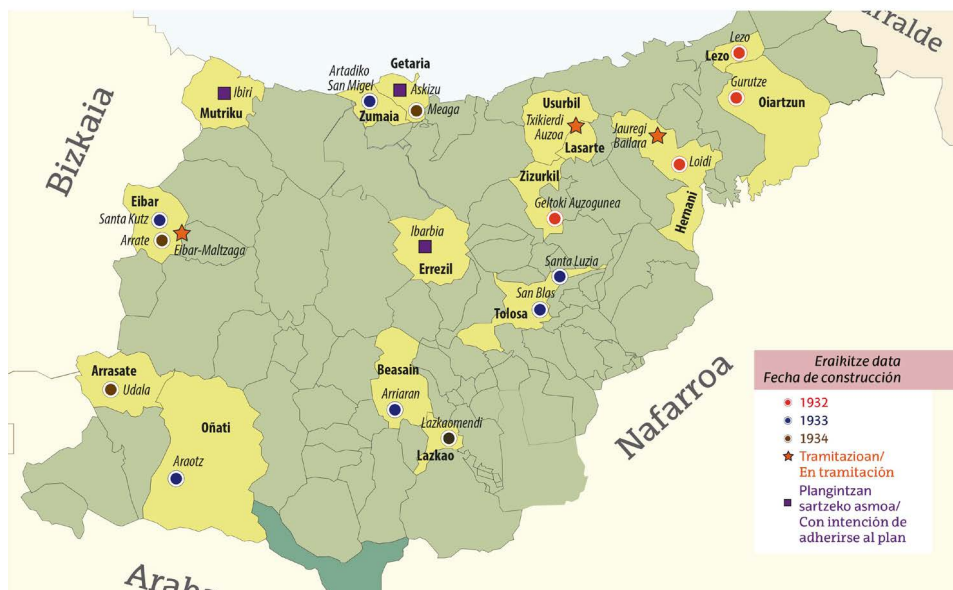 urralde
Lezo
Lezo
Getaria
Artadiko
San Migel
Ibiri
Askizu
Gurutze
Mutriku
Zumaia
Meaga
Usurbil
Oiartzun
Txikierdi
Auzoa
Jauregi
Bailara
Lasarte
Loidi
Bizkaia
Zizurkil
Eibar
Geltoki Auzogunea
Hernani
Santa Kutz
Arrate
Eibar-Maltzaga
Ibarbia
Errezil
Santa Luzia
San Blas
Tolosa
Arrasate
Beasain
Udala
Arriaran
Nafarroa
Oñati
Lazkaomendi
Lazkao
Araotz
Eraikitze data
Fecha de construcción
1932
1933
1934
Tramitazioan/
En tramitación
Plangintzan
sartzeko asmoa/
Con intención de
adherirse al plan